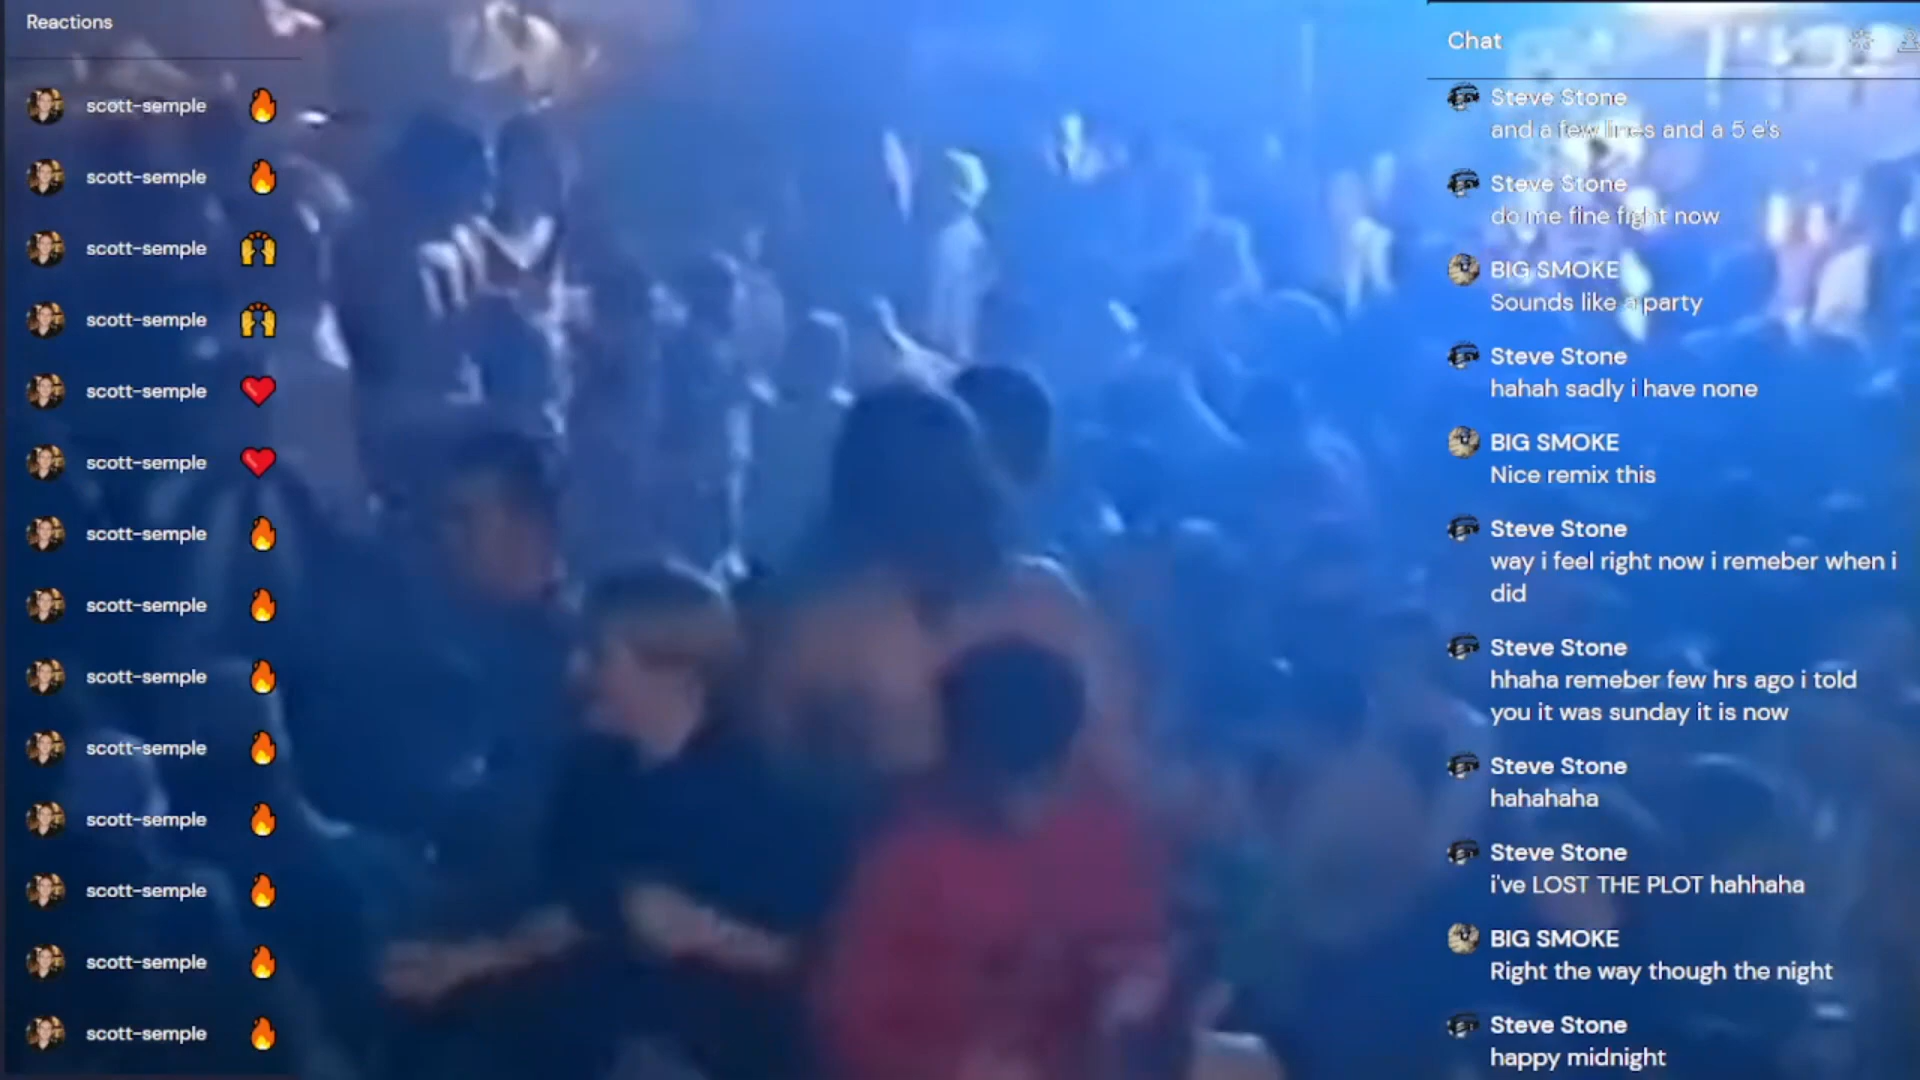 Reactions
scott-semple
scott-semple
scott-semple
scott-semple
scott-semple
scott-semple
scott-semple
scott-semple
scott-semple
scott-semple
scott-semple
scott-semple
scott-semple
scott-semple
Chat
Steve Stone
and a few lines and a 5 e's
Steve Stone
do me fine fight now
BIG SMOKE
Sounds like a party
Steve Stone
hahah sadly i have none
BIG SMOKE
Nice remix this
Steve Stone
way i feel right now i remeber when i
did
Steve Stone
hhaha remeber few hrs ago i told
you it was sunday it is now
Steve Stone
hahahaha
Steve Stone
i've LOST THE PLOT hahhaha
BIG SMOKE
Right the way though the night
Steve Stone
happy midnight